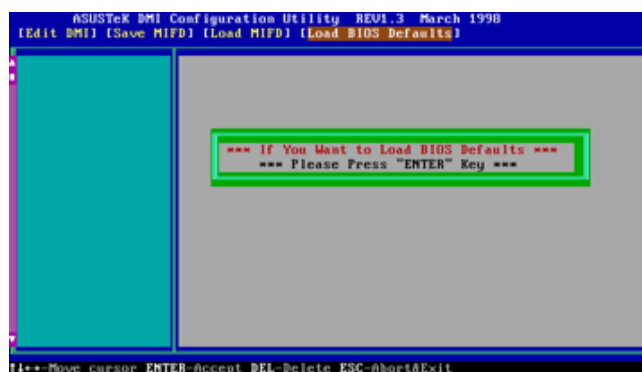 ASUSTeK DMI Configuration Utility REV1.3 March 1998
[Edit DMI] [Save MIFD] [Load MIFD] [Load BIOS Defaults]
*** If You Want to Load BIOS Defaults ***
*** Please Press "ENTER" Key ***
↑↓←→-Move cursor ENTER-Accept DEL-Delete ESC-Abort&Exit